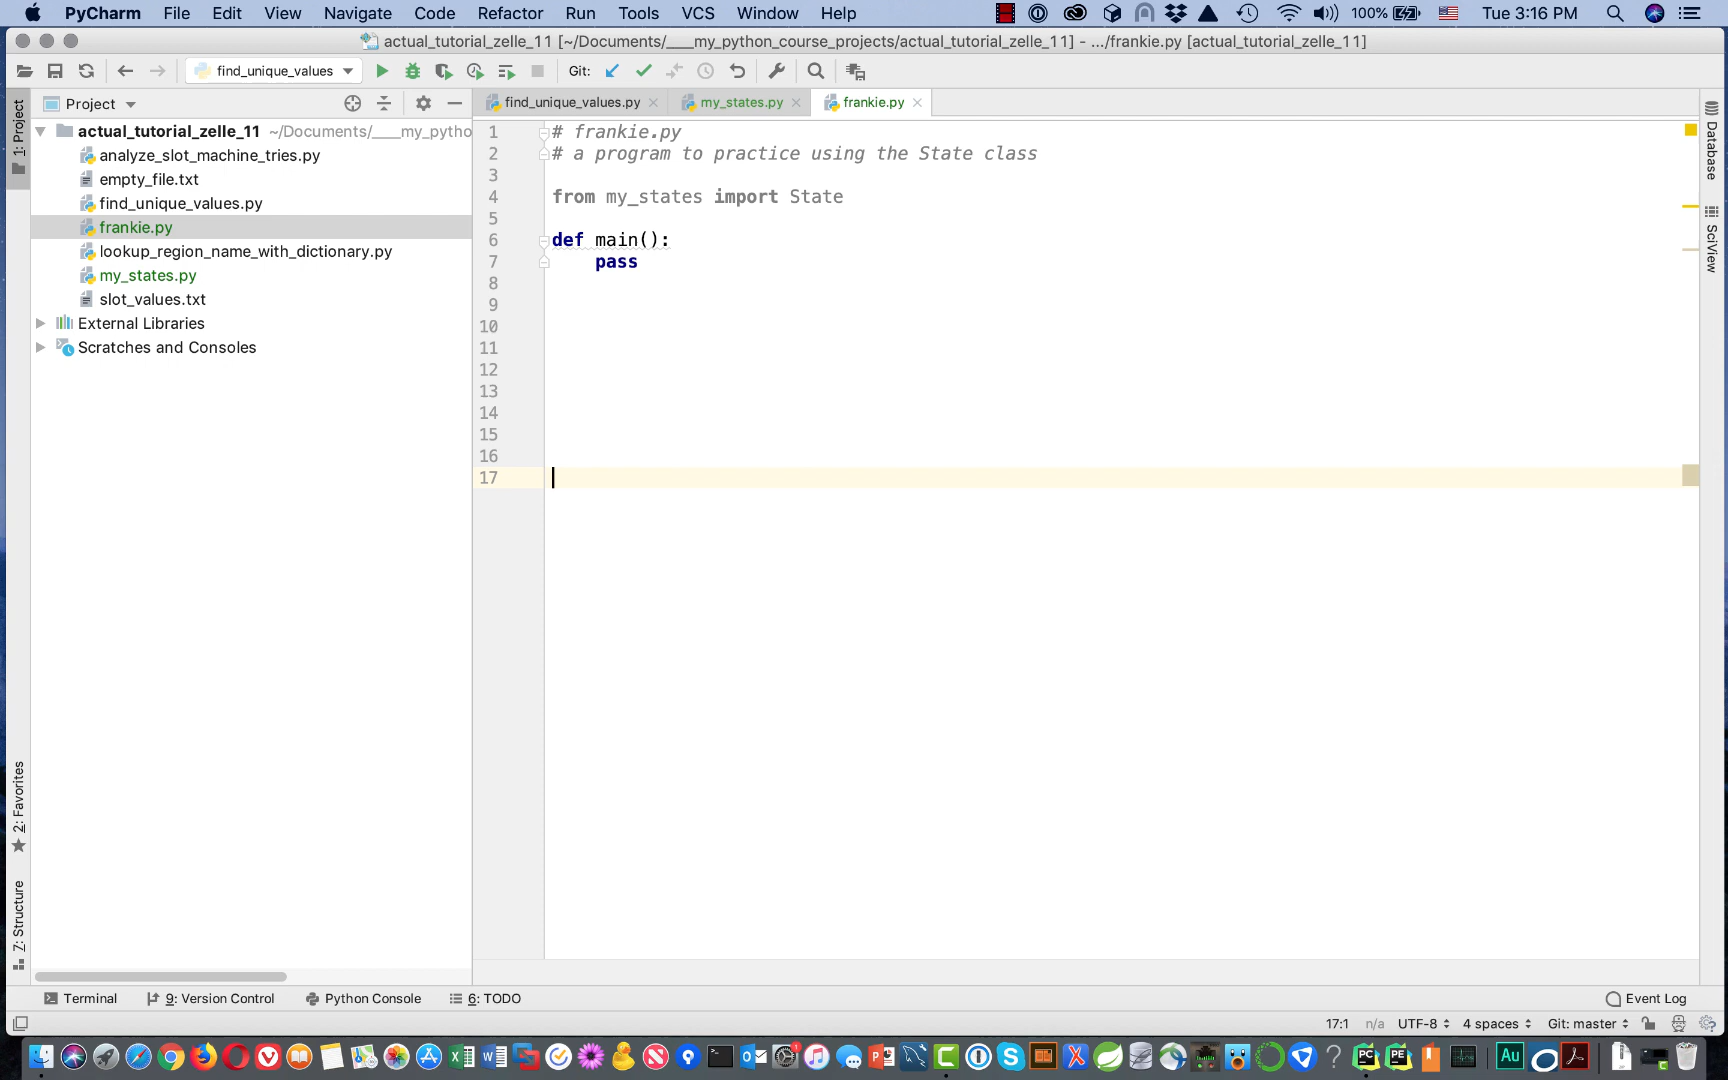 PyCharm File Edit View Navigate Code Refactor Run Tools VCS Window Help 100% Tue 3:16 PM
actual_tutorial_zelle_11 [~/Documents/____my_python_course_projects/actual_tutorial_zelle_11] - .../frankie.py [actual_tutorial_zelle_11]
find_unique_values Git:
Project
find_unique_values.py my_states.py frankie.py
1: Project
actual_tutorial_zelle_11 ~/Documents/____my_pytho
analyze_slot_machine_tries.py
empty_file.txt
find_unique_values.py
frankie.py
lookup_region_name_with_dictionary.py
my_states.py
slot_values.txt
External Libraries
Scratches and Consoles
2: Favorites
7: Structure
1 # frankie.py
2 # a program to practice using the State class
3
4 from my_states import State
5
6 def main():
7 pass
8
9
10
11
12
13
14
15
16
17
Database
SciView
Terminal 9: Version Control Python Console 6: TODO Event Log
17:1 n/a UTF-8 4 spaces Git: master
PC PE Au